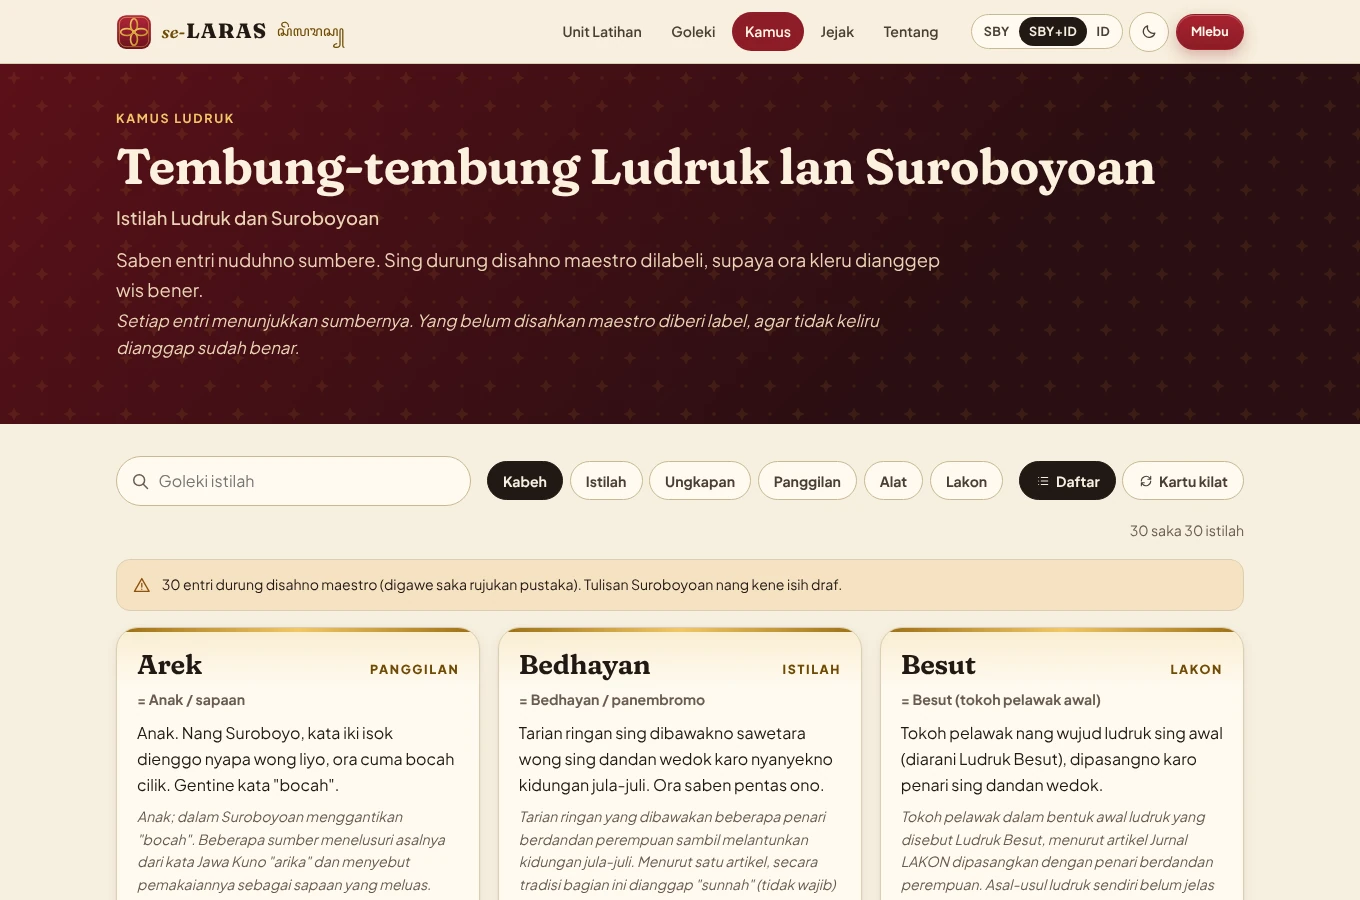 se-LARAS
Unit Latihan Goleki Kamus Jejak Tentang SBY SBY+ID ID Mlebu
KAMUS LUDRUK
Tembung-tembung Ludruk lan Suroboyoan
Istilah Ludruk dan Suroboyoan
Saben entri nuduhno sumbere. Sing durung disahno maestro dilabeli, supaya ora kleru dianggep
wis bener.
Setiap entri menunjukkan sumbernya. Yang belum disahkan maestro diberi label, agar tidak keliru
dianggap sudah benar.
Goleki istilah
Kabeh Istilah Ungkapan Panggilan Alat Lakon Daftar Kartu kilat
30 saka 30 istilah
30 entri durung disahno maestro (digawe saka rujukan pustaka). Tulisan Suroboyoan nang kene isih draf.
Arek PANGGILAN
= Anak / sapaan
Anak. Nang Suroboyo, kata iki isok
dienggo nyapa wong liyo, ora cuma bocah
cilik. Gentine kata "bocah".
Anak; dalam Suroboyoan menggantikan
"bocah". Beberapa sumber menelusuri asalnya
dari kata Jawa Kuno "arika" dan menyebut
pemakaiannya sebagai sapaan yang meluas.
Bedhayan ISTILAH
= Bedhayan / panembromo
Tarian ringan sing dibawakno sawetara
wong sing dandan wedok karo nyanyekno
kidungan jula-juli. Ora saben pentas ono.
Tarian ringan yang dibawakan beberapa penari
berdandan perempuan sambil melantunkan
kidungan jula-juli. Menurut satu artikel, secara
tradisi bagian ini dianggap "sunnah" (tidak wajib)
Besut LAKON
= Besut (tokoh pelawak awal)
Tokoh pelawak nang wujud ludruk sing awal
(diarani Ludruk Besut), dipasangno karo
penari sing dandan wedok.
Tokoh pelawak dalam bentuk awal ludruk yang
disebut Ludruk Besut, menurut artikel Jurnal
LAKON dipasangkan dengan penari berdandan
perempuan. Asal-usul ludruk sendiri belum jelas